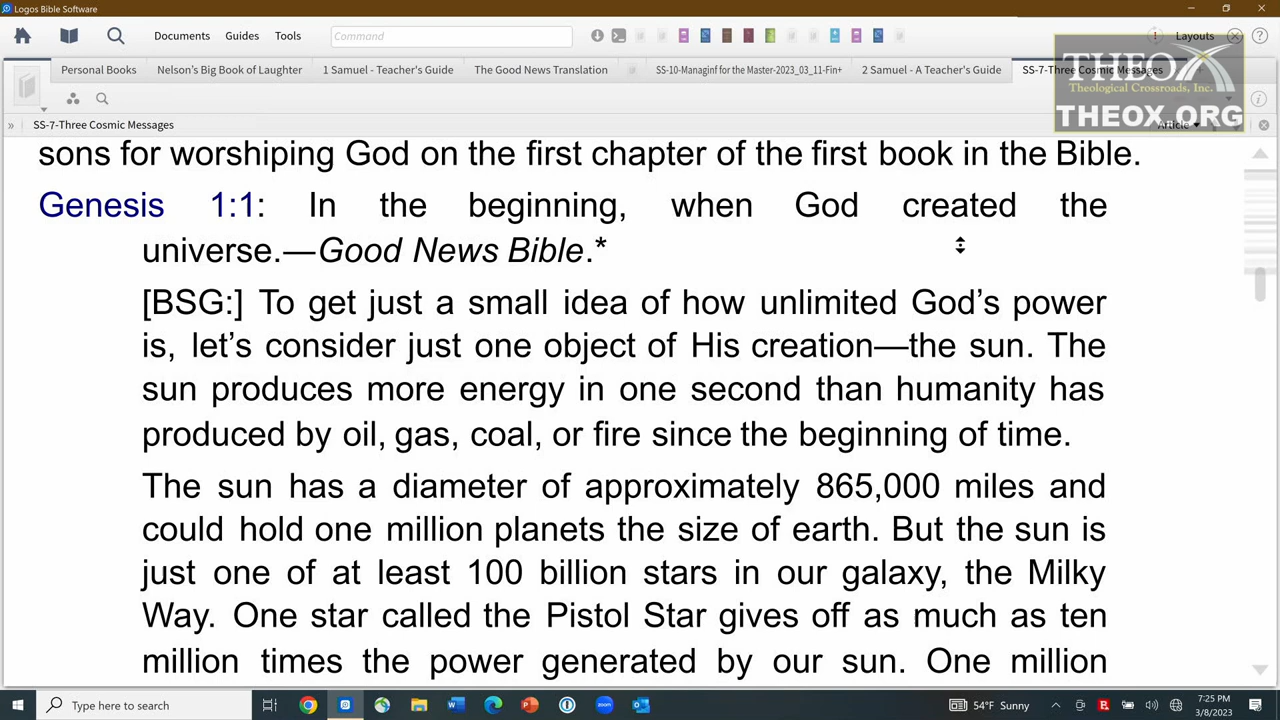 Logos Bible Software
Documents Guides Tools Command Layouts
Personal Books Nelson's Big Book of Laughter 1 Samuel The Good News Translation SS-10-Managinf for the Master-2023_03_11-Fin 2 Samuel - A Teacher's Guide SS-7-Three Cosmic Messages
THEOX
Theological Crossroads, Inc.
THEOX.ORG
SS-7-Three Cosmic Messages Article
sons for worshiping God on the first chapter of the first book in the Bible.
Genesis 1:1: In the beginning, when God created the
universe.—Good News Bible.*
[BSG:] To get just a small idea of how unlimited God's power
is, let's consider just one object of His creation—the sun. The
sun produces more energy in one second than humanity has
produced by oil, gas, coal, or fire since the beginning of time.
The sun has a diameter of approximately 865,000 miles and
could hold one million planets the size of earth. But the sun is
just one of at least 100 billion stars in our galaxy, the Milky
Way. One star called the Pistol Star gives off as much as ten
million times the power generated by our sun. One million
Type here to search
54°F Sunny
7:25 PM
3/8/2023